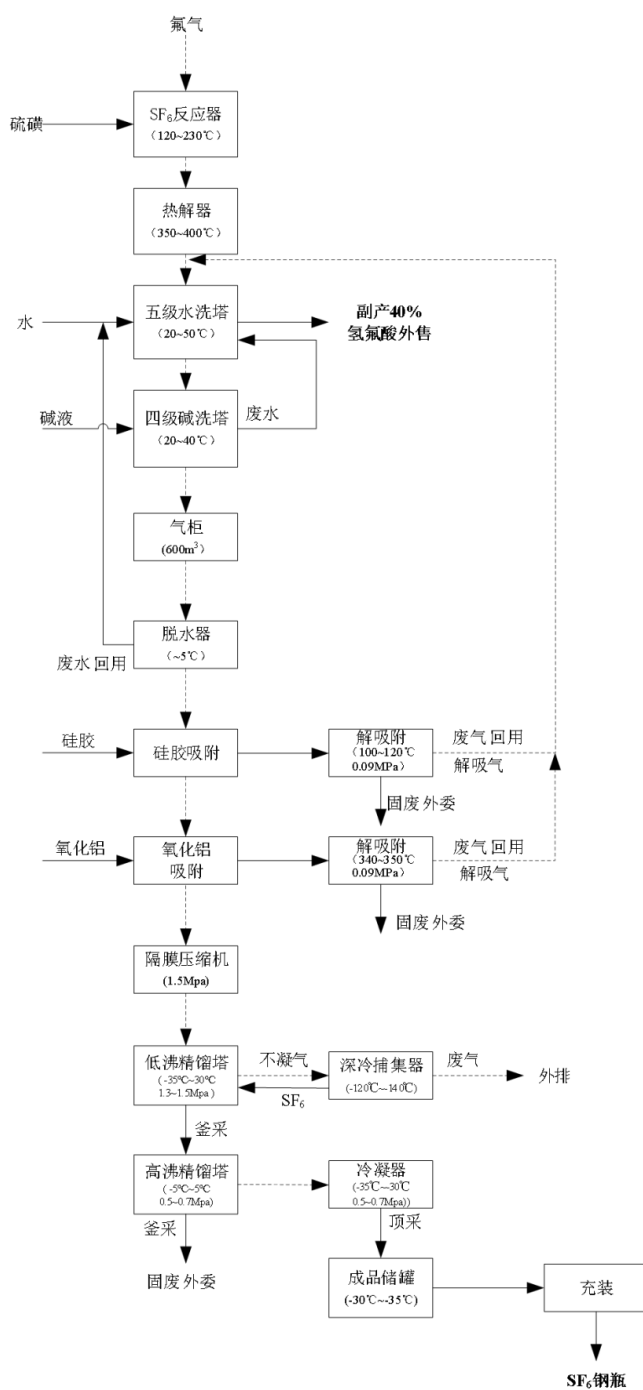 氟气
硫磺
SF₆反应器
（120~230℃）
热解器
(350~400℃)
水
五级水洗塔
（20~50℃）
副产40%
氢氟酸外售
碱液
四级碱洗塔
（20~40℃）
废水
气柜
(600m³)
脱水器
（~5℃）
废水回用
硅胶
硅胶吸附
解吸附
（100~120℃
0.09MPa）
废气回用
解吸气
固废外委
氧化铝
氧化铝
吸附
解吸附
（340~350℃
0.09MPa）
废气回用
解吸气
固废外委
隔膜压缩机
(1.5Mpa)
低沸精馏塔
（-35℃~30℃
1.3~1.5Mpa）
不凝气
SF₆
深冷捕集器
(-120℃~-140℃)
废气
外排
釜采
高沸精馏塔
（-5℃~5℃
0.5~0.7Mpa)
冷凝器
(-35℃~30℃
0.5~0.7Mpa))
釜采
顶采
固废外委
成品储罐
(-30℃~-35℃)
充装
SF₆钢瓶